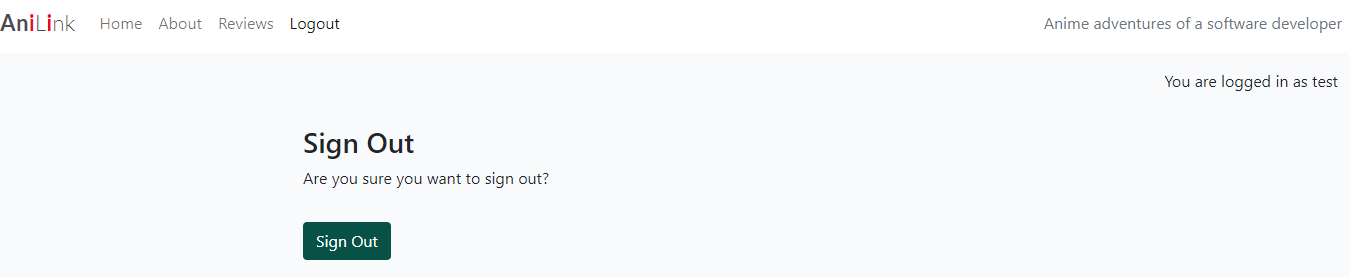 AniLink Home About Reviews Logout Anime adventures of a software developer
You are logged in as test
Sign Out
Are you sure you want to sign out?
Sign Out